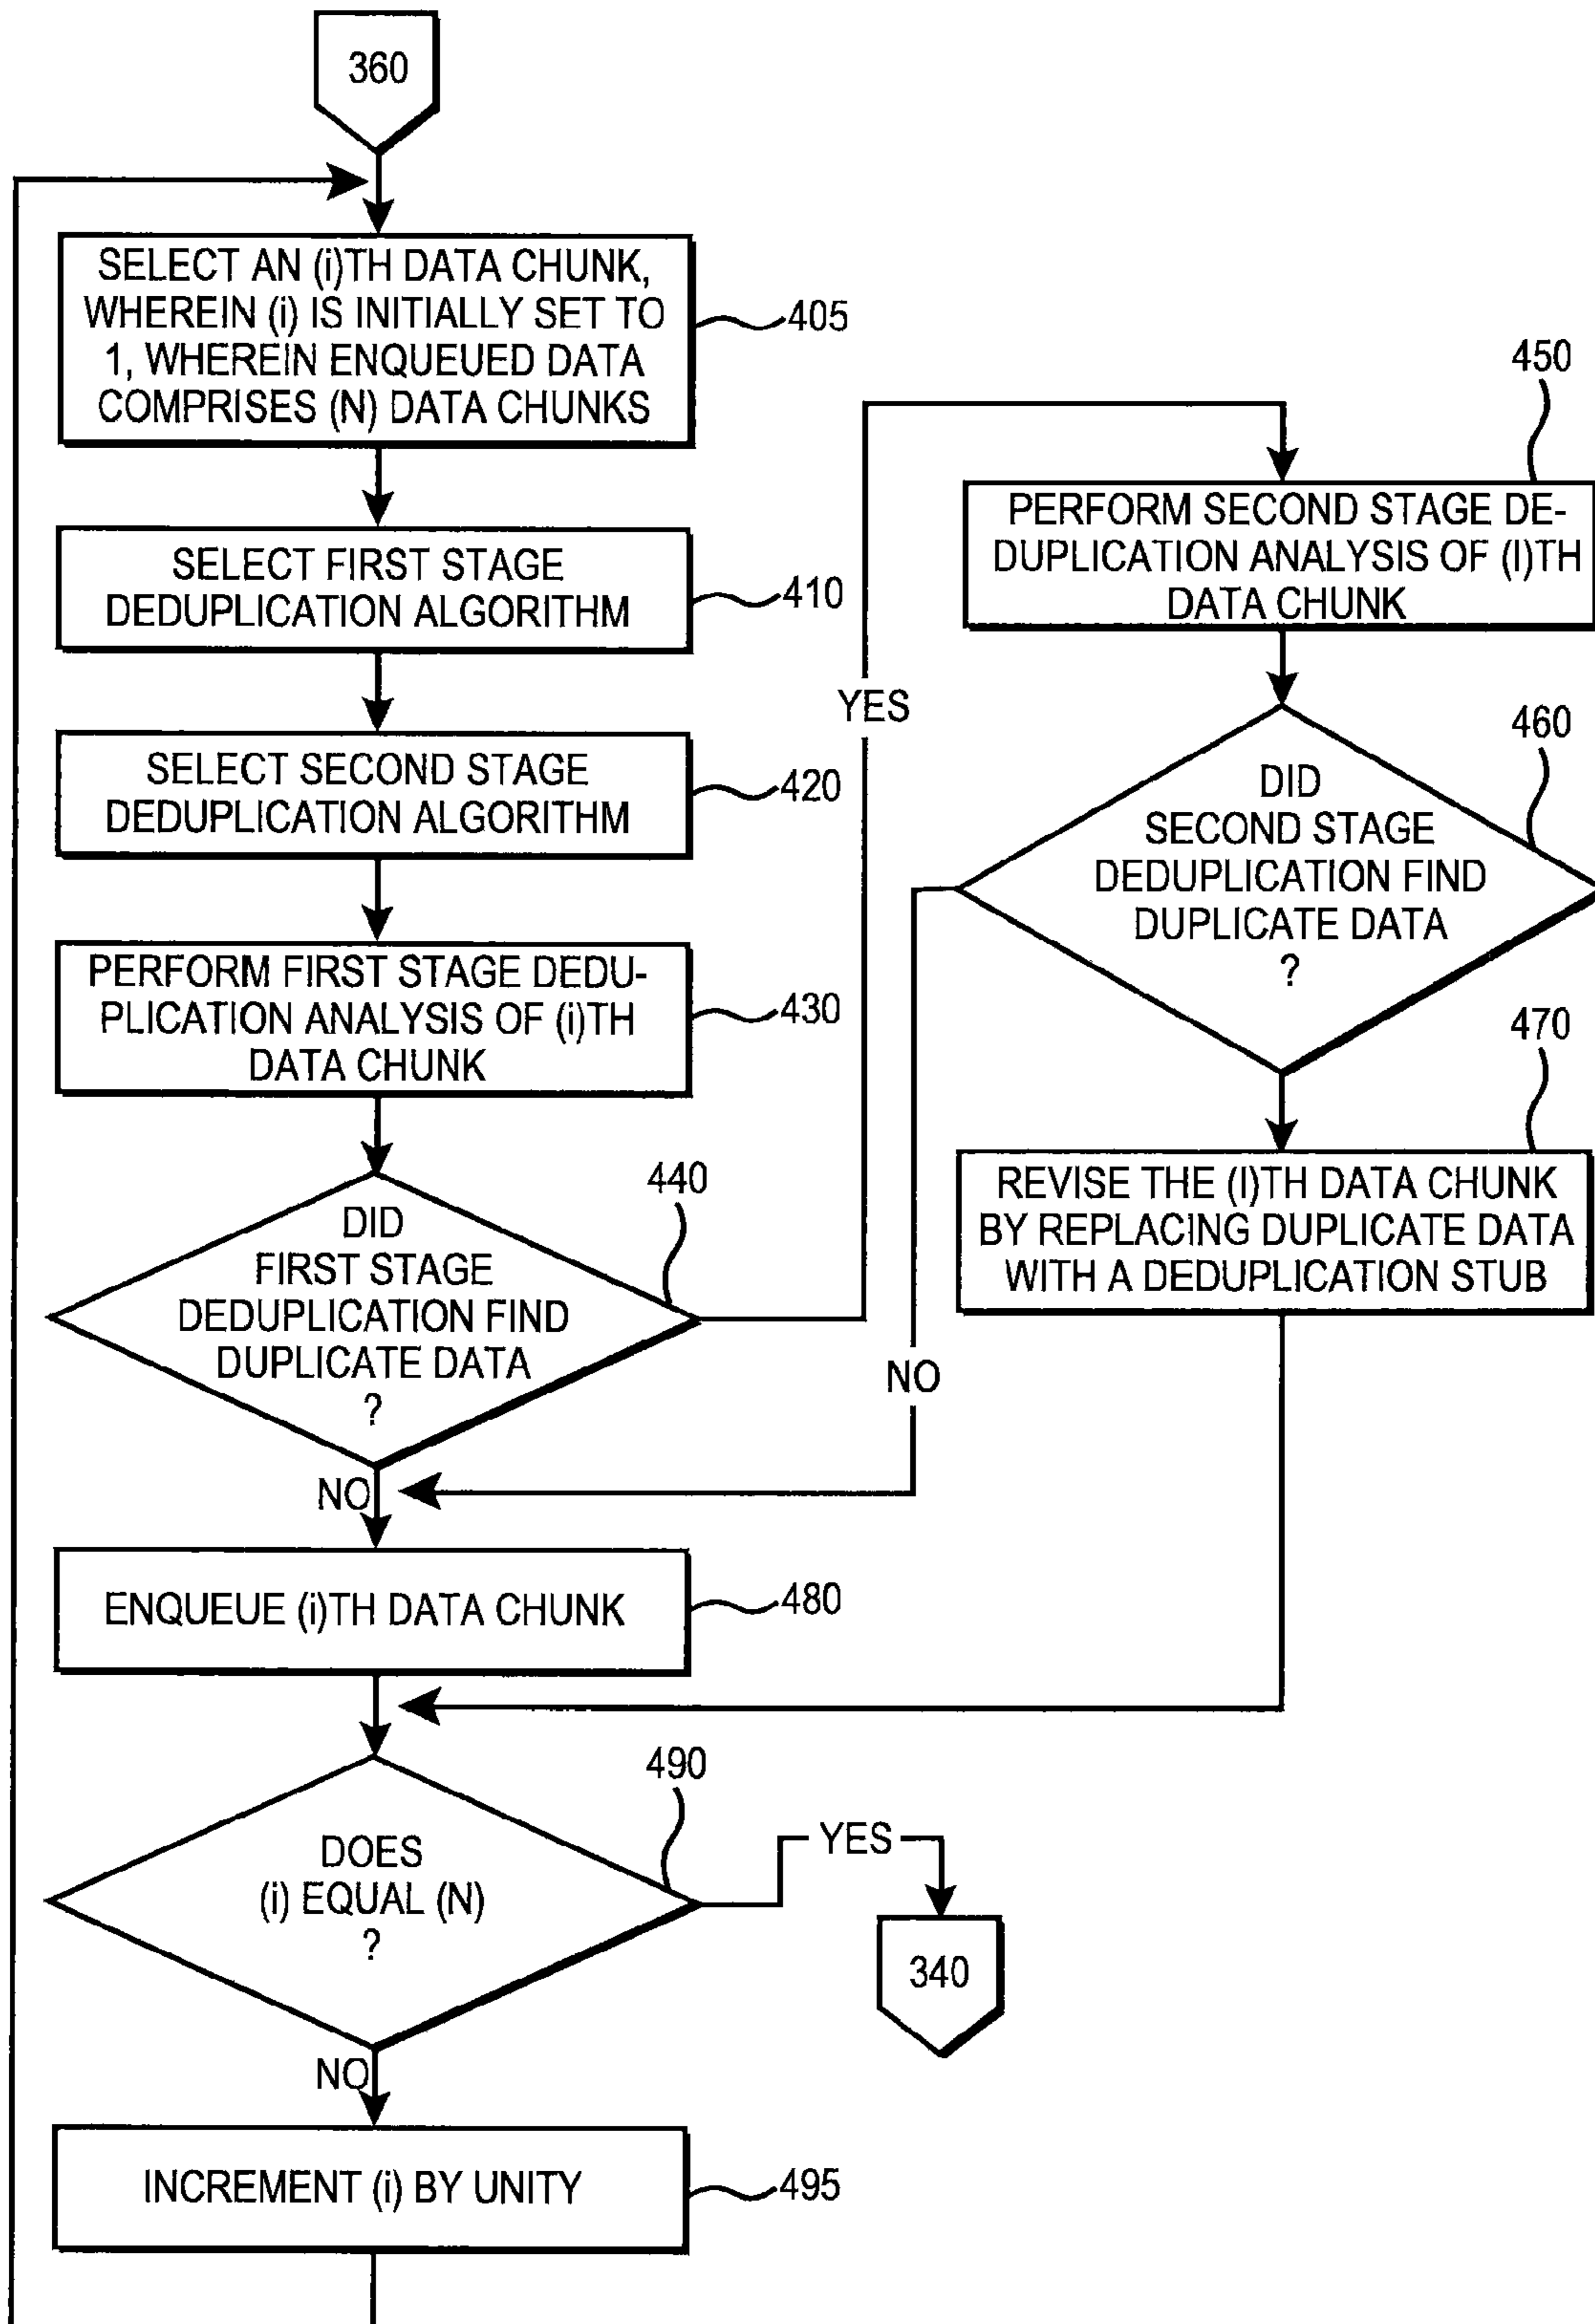 360
SELECT AN (i)TH DATA CHUNK,
WHEREIN (i) IS INITIALLY SET TO
1, WHEREIN ENQUEUED DATA
COMPRISES (N) DATA CHUNKS
405
SELECT FIRST STAGE
DEDUPLICATION ALGORITHM
410
SELECT SECOND STAGE
DEDUPLICATION ALGORITHM
420
PERFORM FIRST STAGE DEDU-
PLICATION ANALYSIS OF (i)TH
DATA CHUNK
430
DID
FIRST STAGE
DEDUPLICATION FIND
DUPLICATE DATA
?
440
YES
450
PERFORM SECOND STAGE DE-
DUPLICATION ANALYSIS OF (I)TH
DATA CHUNK
460
DID
SECOND STAGE
DEDUPLICATION FIND
DUPLICATE DATA
?
470
REVISE THE (I)TH DATA CHUNK
BY REPLACING DUPLICATE DATA
WITH A DEDUPLICATION STUB
NO
NO
ENQUEUE (i)TH DATA CHUNK
480
DOES
(i) EQUAL (N)
?
490
YES
340
NO
INCREMENT (i) BY UNITY
495